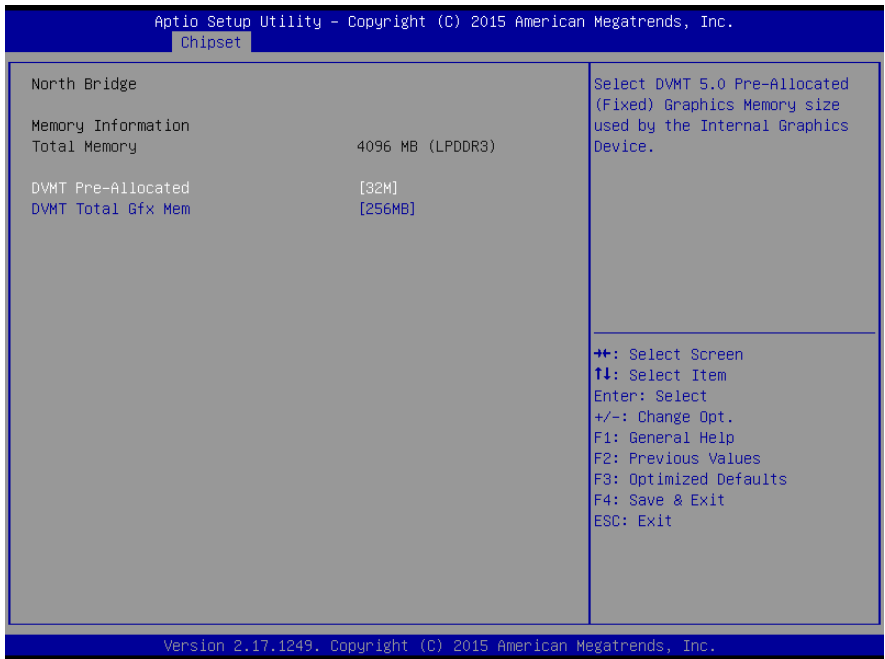 Aptio Setup Utility – Copyright (C) 2015 American Megatrends, Inc.
Chipset
North Bridge
Memory Information
Total Memory 4096 MB (LPDDR3)
DVMT Pre-Allocated [32M]
DVMT Total Gfx Mem [256MB]
Select DVMT 5.0 Pre-Allocated
(Fixed) Graphics Memory size
used by the Internal Graphics
Device.
→←: Select Screen
↑↓: Select Item
Enter: Select
+/-: Change Opt.
F1: General Help
F2: Previous Values
F3: Optimized Defaults
F4: Save & Exit
ESC: Exit
Version 2.17.1249. Copyright (C) 2015 American Megatrends, Inc.